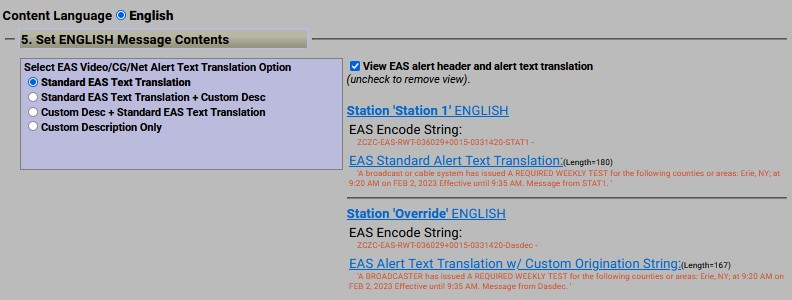 Content Language English
5. Set ENGLISH Message Contents
Select EAS Video/CG/Net Alert Text Translation Option
Standard EAS Text Translation
Standard EAS Text Translation + Custom Desc
Custom Desc + Standard EAS Text Translation
Custom Description Only
View EAS alert header and alert text translation
(uncheck to remove view).
Station 'Station 1' ENGLISH
EAS Encode String:
ZCZC-EAS-RWT-036029+0015-0331420-STAT1 -
EAS Standard Alert Text Translation:(Length=180)
'A broadcast or cable system has issued A REQUIRED WEEKLY TEST for the following counties or areas: Erie, NY; at
9:20 AM on FEB 2, 2023 Effective until 9:35 AM. Message from STAT1. '
Station 'Override' ENGLISH
EAS Encode String:
ZCZC-EAS-RWT-036029+0015-0331420-Dasdec -
EAS Alert Text Translation w/ Custom Origination String:(Length=167)
'A BROADCASTER has issued A REQUIRED WEEKLY TEST for the following counties or areas: Erie, NY; at 9:20 AM on
FEB 2, 2023 Effective until 9:35 AM. Message from Dasdec. '